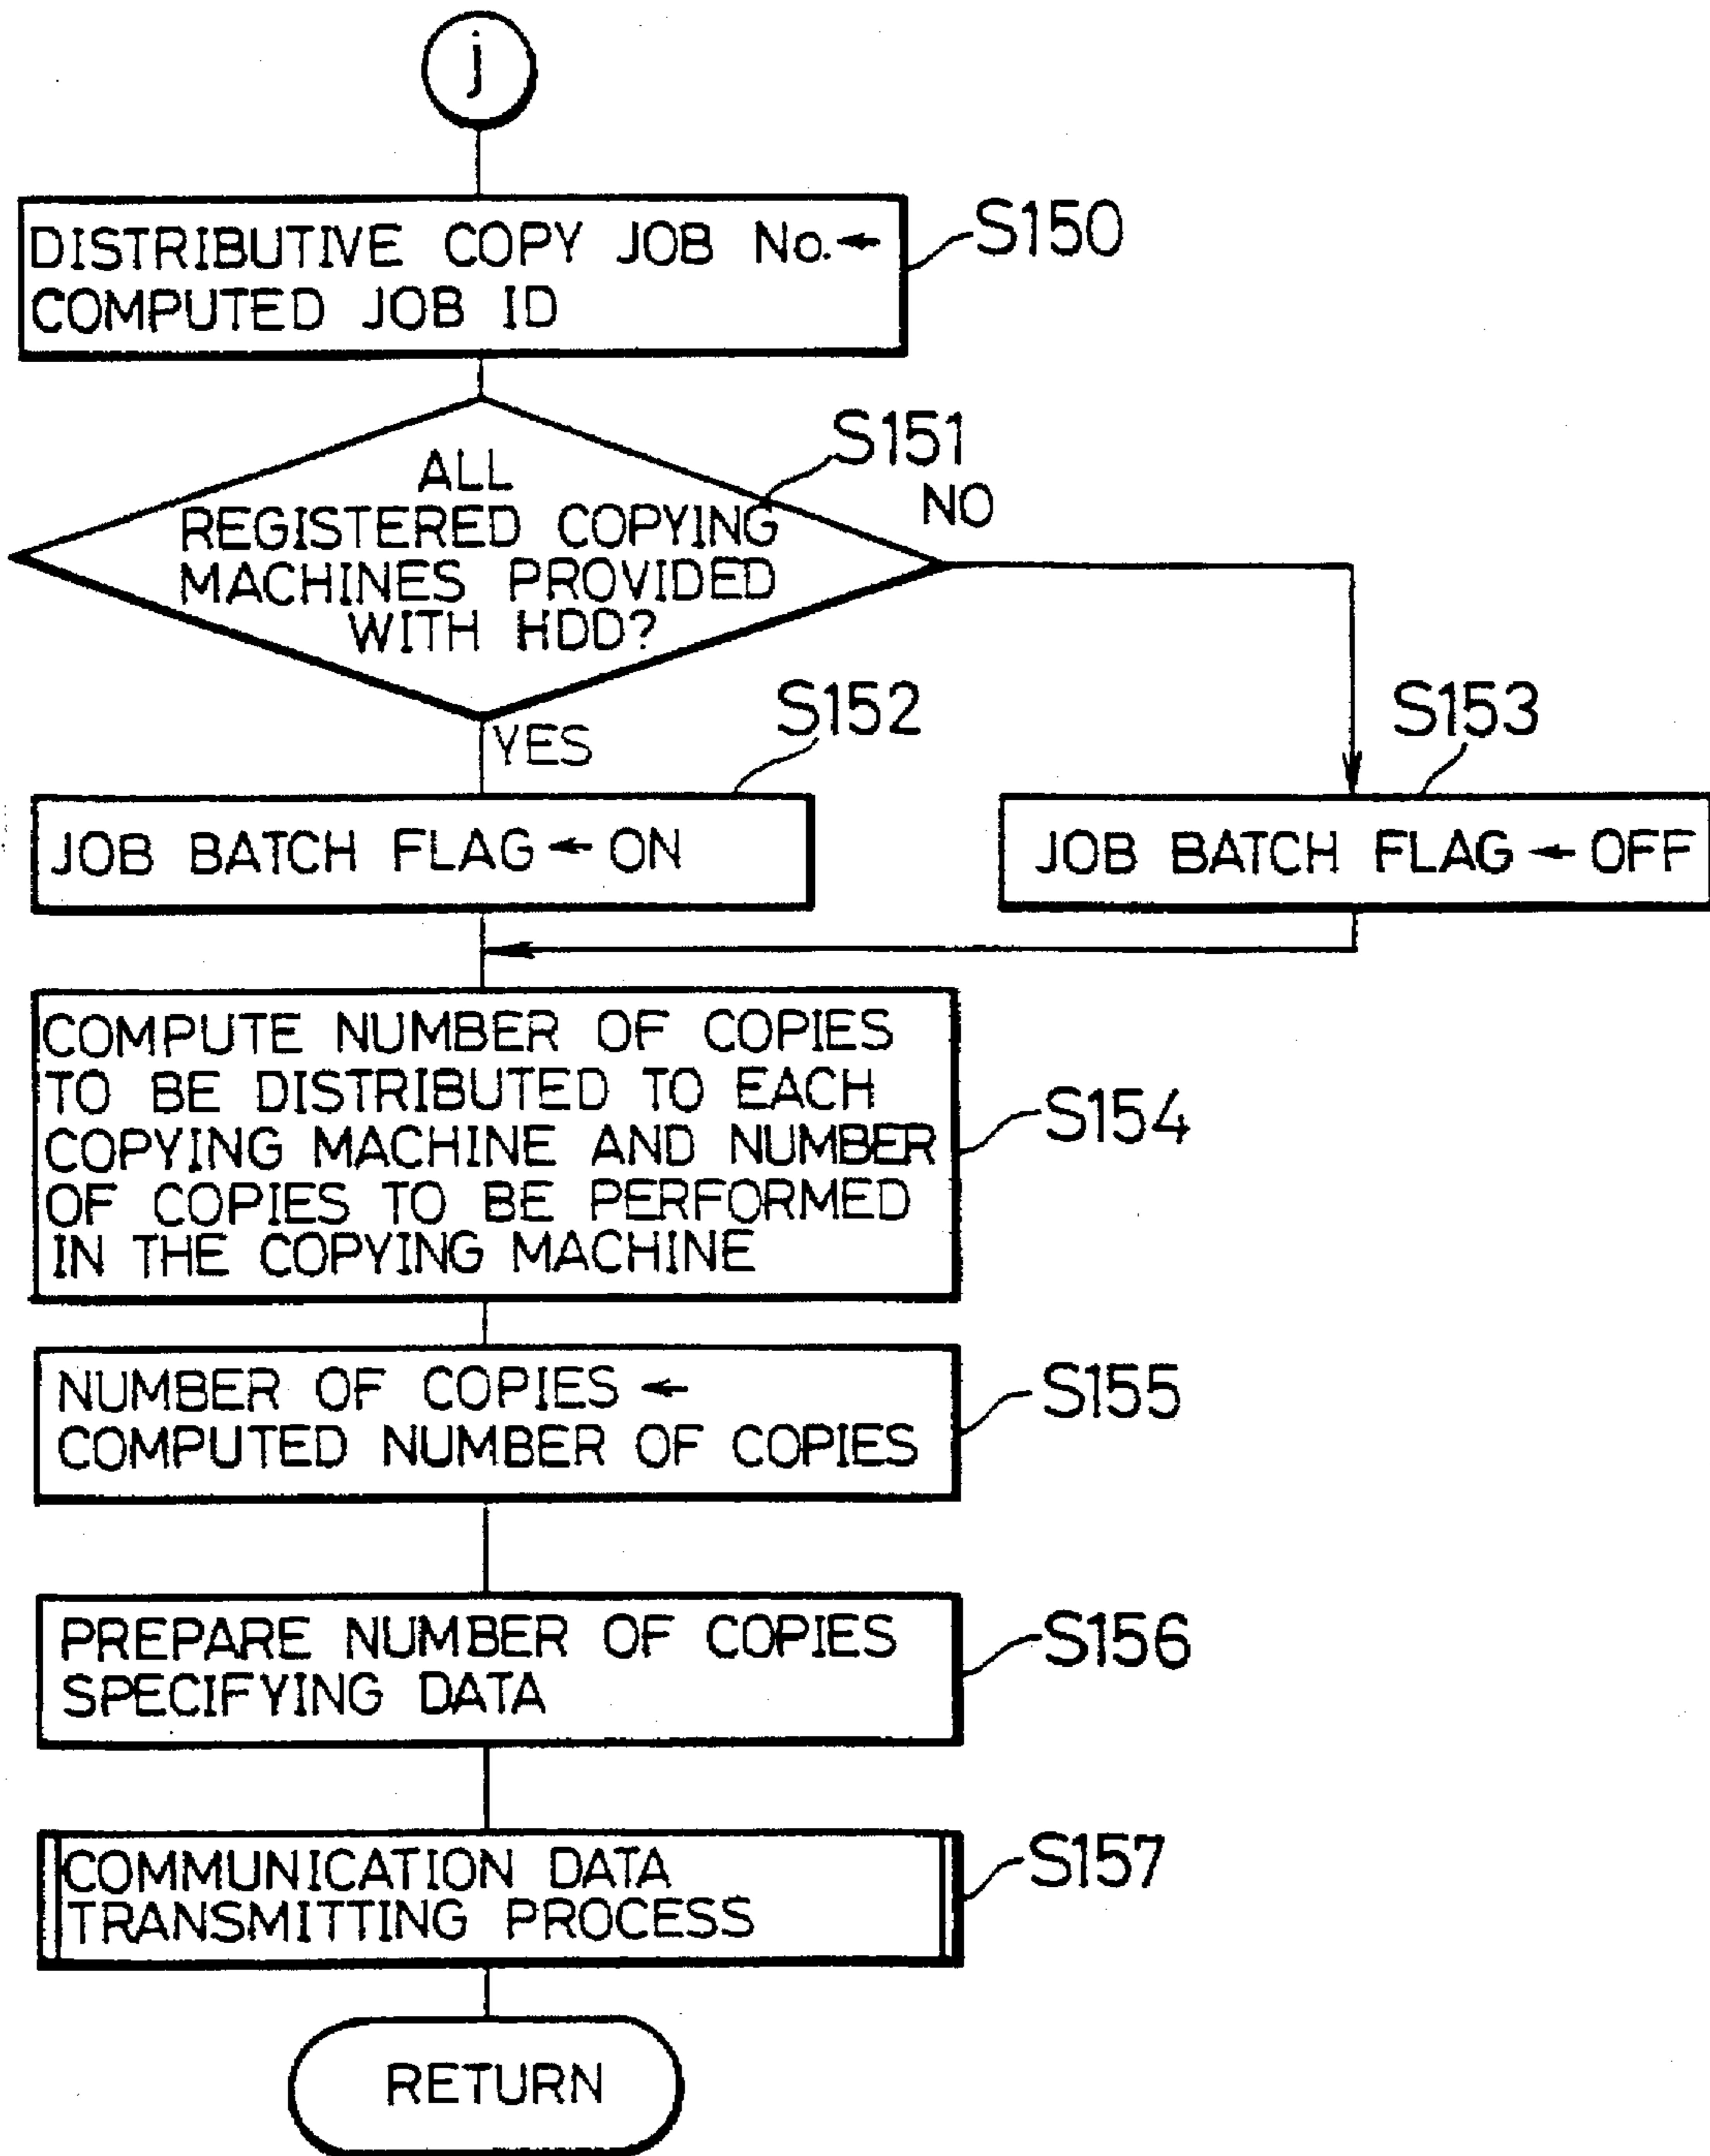 j
DISTRIBUTIVE COPY JOB No.←
COMPUTED JOB ID
S150
ALL
REGISTERED COPYING
MACHINES PROVIDED
WITH HDD?
S151
NO
YES
S152
S153
JOB BATCH FLAG ← ON
JOB BATCH FLAG ← OFF
COMPUTE NUMBER OF COPIES
TO BE DISTRIBUTED TO EACH
COPYING MACHINE AND NUMBER
OF COPIES TO BE PERFORMED
IN THE COPYING MACHINE
S154
NUMBER OF COPIES ←
COMPUTED NUMBER OF COPIES
S155
PREPARE NUMBER OF COPIES
SPECIFYING DATA
S156
COMMUNICATION DATA
TRANSMITTING PROCESS
S157
RETURN